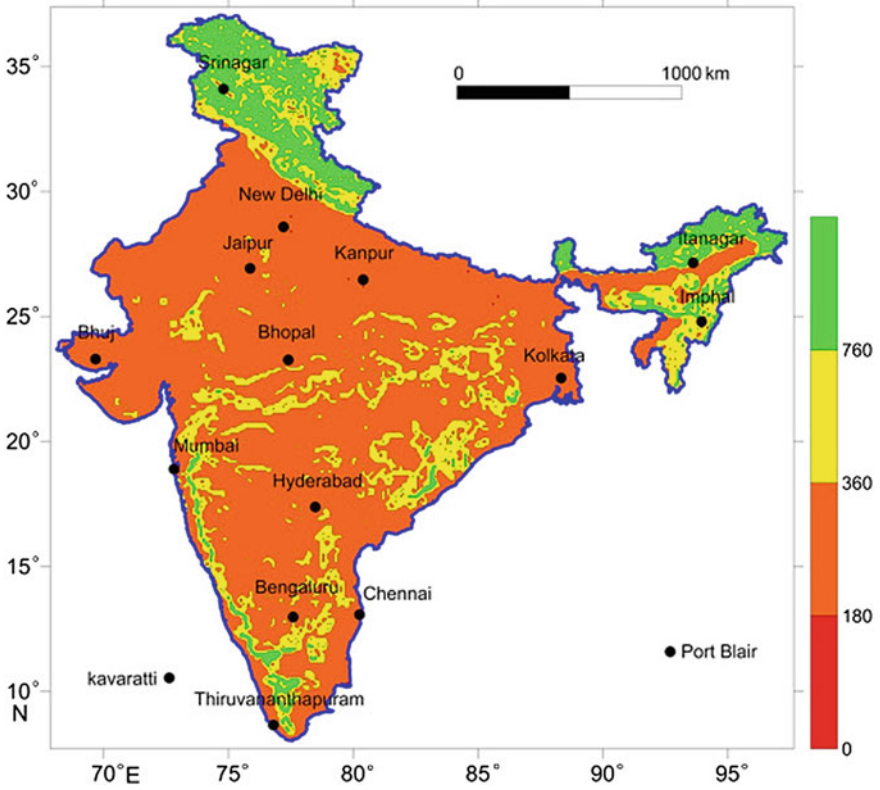 35°
Srinagar
0 1000 km
30°
New Delhi
Jaipur
Kanpur
Itanagar
Imphal
25°
Bhuj
Bhopal
Kolkata
760
20°
Mumbai
360
Hyderabad
15°
Bengaluru
Chennai
180
Port Blair
kavaratti
10°
N
Thiruvananthapuram
0
70°E 75° 80° 85° 90° 95°